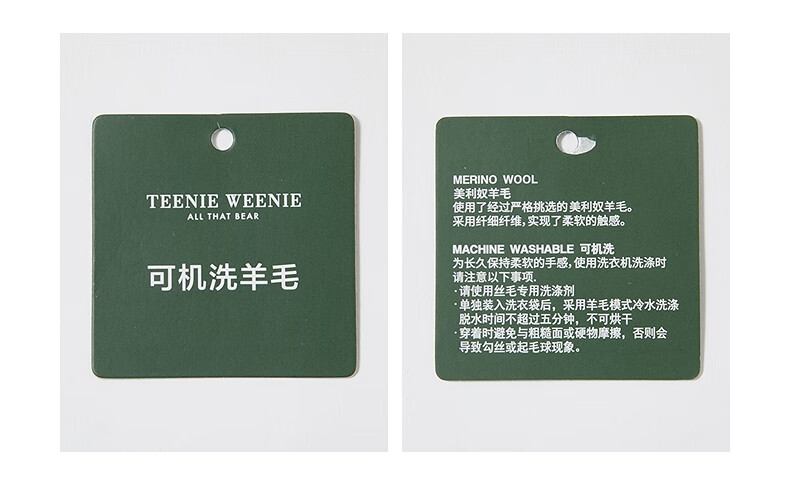 TEENIE WEENIE
ALL THAT BEAR
可机洗羊毛
MERINO WOOL
美利奴羊毛
使用了经过严格挑选的美利奴羊毛。
采用纤细纤维,实现了柔软的触感。
MACHINE WASHABLE 可机洗
为长久保持柔软的手感,使用洗衣机洗涤时
请注意以下事项.
·请使用丝毛专用洗涤剂
·单独装入洗衣袋后，采用羊毛模式冷水洗涤
脱水时间不超过五分钟，不可烘干
·穿着时避免与粗糙面或硬物摩擦，否则会
导致勾丝或起毛球现象。